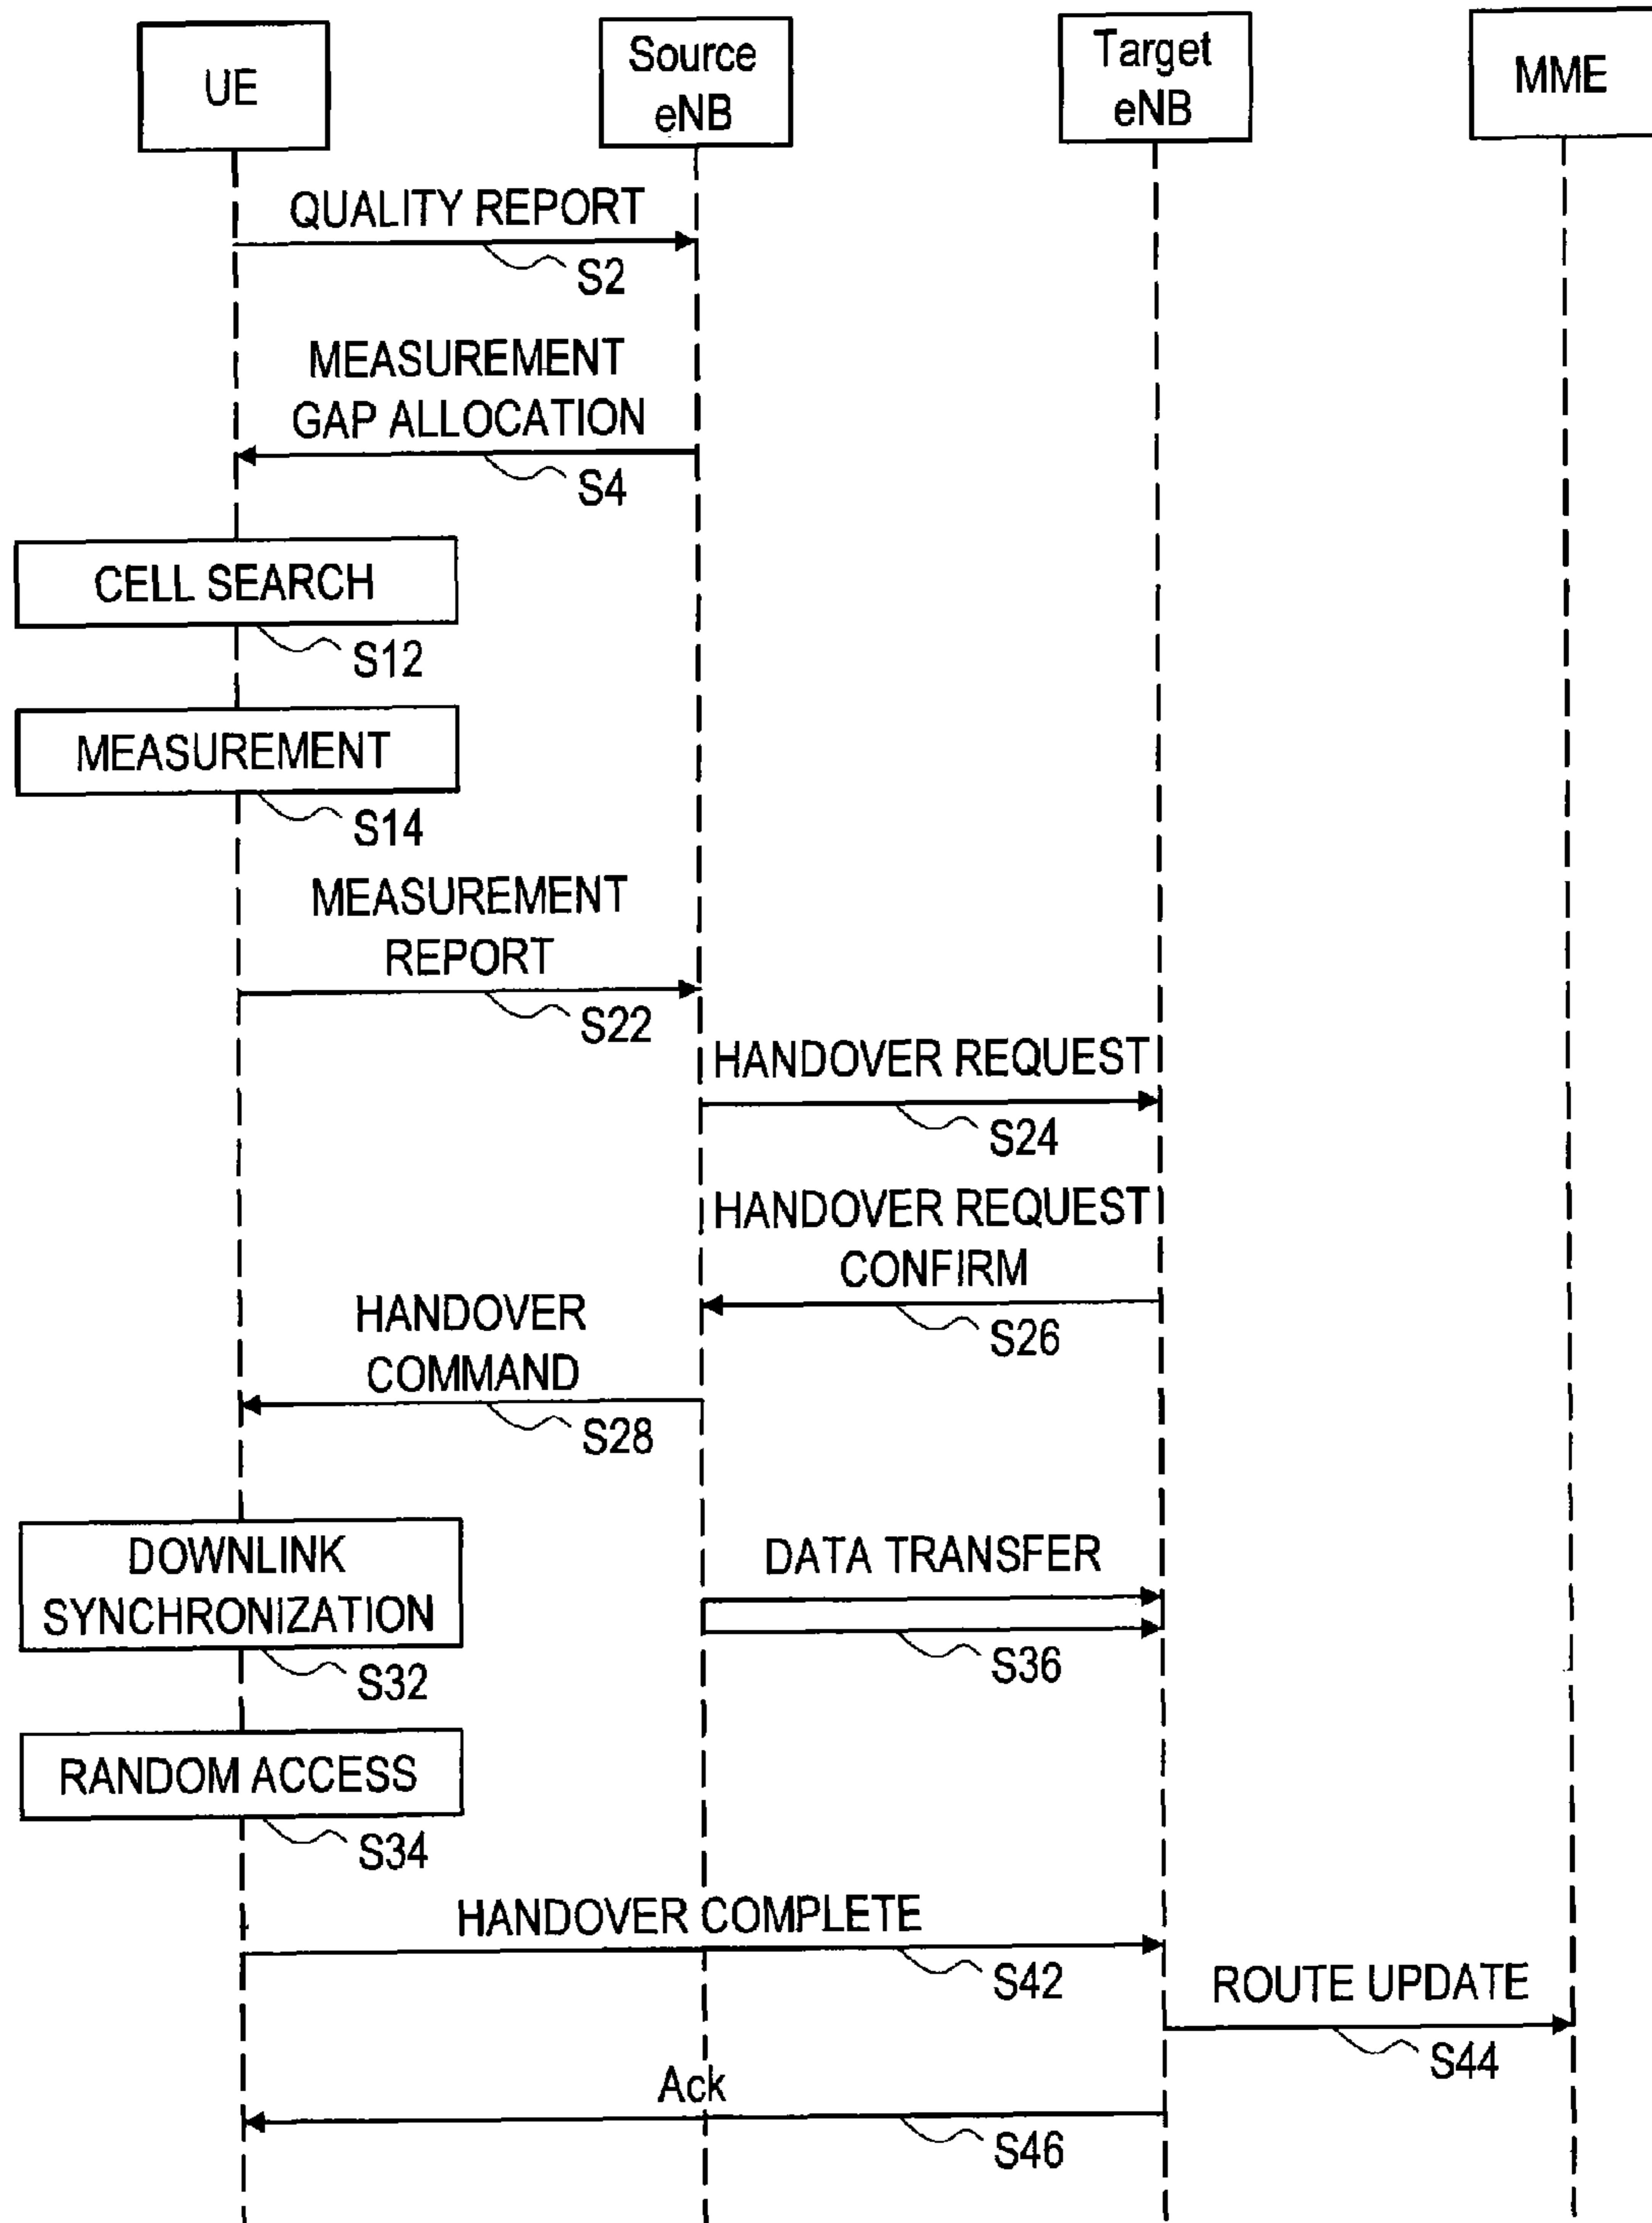 UE
Source
eNB
Target
eNB
MME
QUALITY REPORT
S2
MEASUREMENT
GAP ALLOCATION
S4
CELL SEARCH
S12
MEASUREMENT
S14
MEASUREMENT
REPORT
S22
HANDOVER REQUEST
S24
HANDOVER REQUEST
CONFIRM
S26
HANDOVER
COMMAND
S28
DOWNLINK
SYNCHRONIZATION
S32
DATA TRANSFER
S36
RANDOM ACCESS
S34
HANDOVER COMPLETE
S42
ROUTE UPDATE
S44
Ack
S46